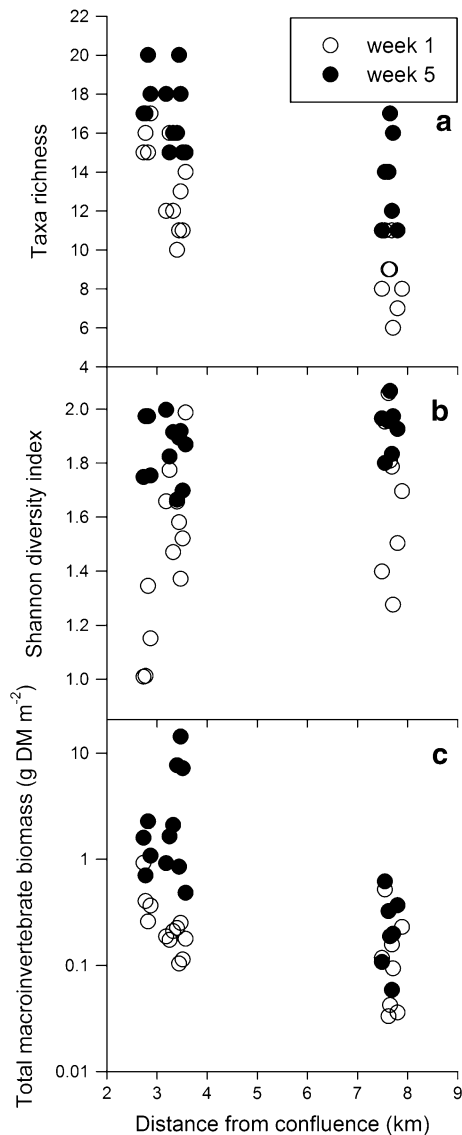 22
20
18
16
14
12
10
8
6
4
Taxa richness
week 1
week 5
a
2.0
1.8
1.6
1.4
1.2
1.0
Shannon diversity index
b
10
1
0.1
0.01
Total macroinvertebrate biomass (g DM m⁻²)
c
2 3 4 5 6 7 8 9
Distance from confluence (km)